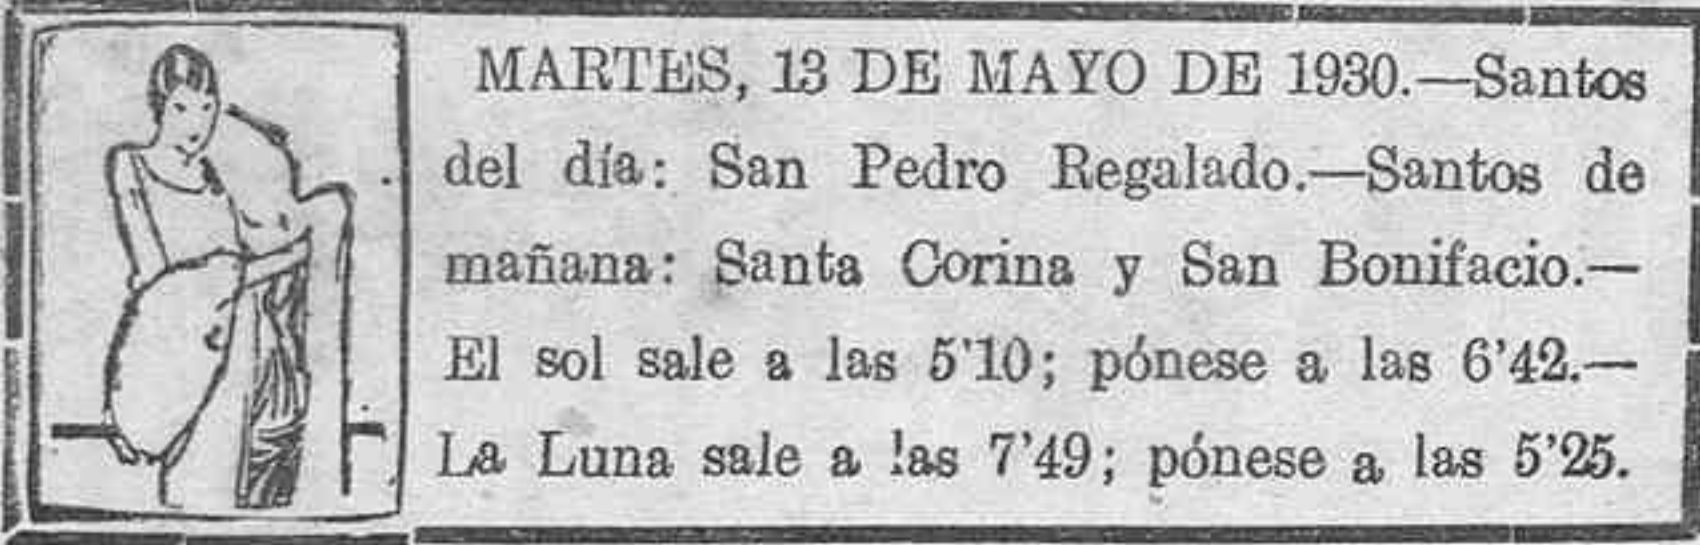 MARTES, 13 DE MAYO DE 1930.—Santos
del día: San Pedro Regalado.—Santos de
mañana: Santa Corina y San Bonifacio.—
El sol sale a las 5'10; pónese a las 6'42.—
La Luna sale a las 7'49; pónese a las 5'25.